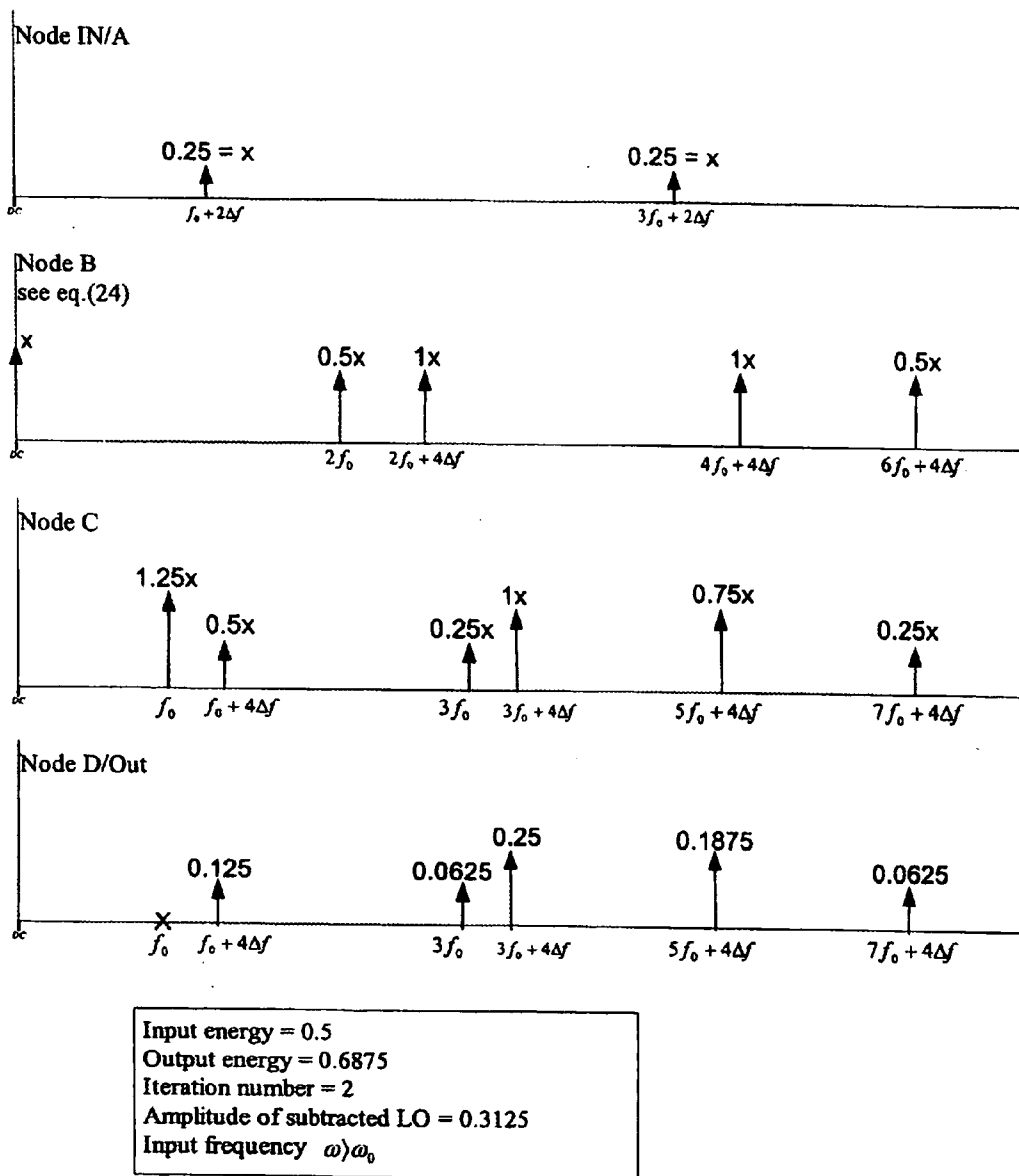 Node IN/A
0.25 = x
0.25 = x
DC
f₀ + 2Δf
3f₀ + 2Δf
Node B
see eq.(24)
x
0.5x
1x
1x
0.5x
DC
2f₀
2f₀ + 4Δf
4f₀ + 4Δf
6f₀ + 4Δf
Node C
1.25x
0.5x
0.25x
1x
0.75x
0.25x
DC
f₀
f₀ + 4Δf
3f₀
3f₀ + 4Δf
5f₀ + 4Δf
7f₀ + 4Δf
Node D/Out
0.125
0.0625
0.25
0.1875
0.0625
DC
f₀
f₀ + 4Δf
3f₀
3f₀ + 4Δf
5f₀ + 4Δf
7f₀ + 4Δf
Input energy = 0.5
Output energy = 0.6875
Iteration number = 2
Amplitude of subtracted LO = 0.3125
Input frequency ω⟩ω₀